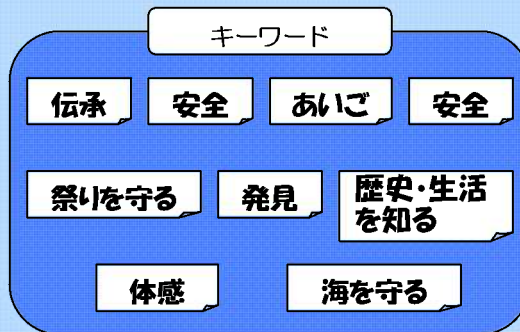 キーワード
伝承
安全
あいご
安全
祭りを守る
発見
歴史・生活
を知る
体感
海を守る